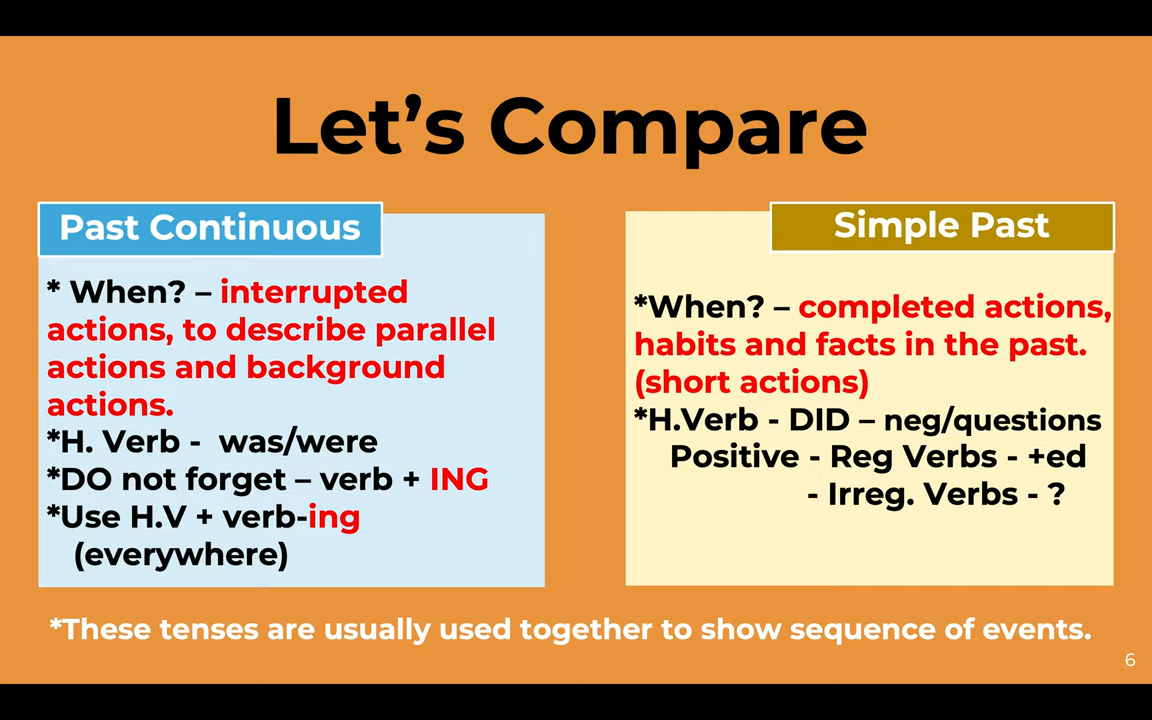 Let’s Compare
Past Continuous
* When? – interrupted
actions, to describe parallel
actions and background
actions.
*H. Verb - was/were
*DO not forget – verb + ING
*Use H.V + verb-ing
(everywhere)
Simple Past
*When? – completed actions,
habits and facts in the past.
(short actions)
*H.Verb - DID – neg/questions
Positive - Reg Verbs - +ed
- Irreg. Verbs - ?
*These tenses are usually used together to show sequence of events.
6